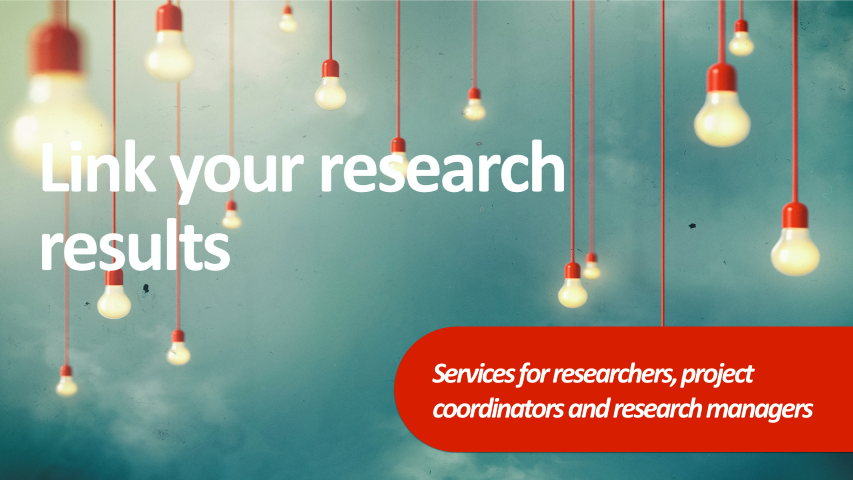 Link your research
results
Services for researchers, project
coordinators and research managers